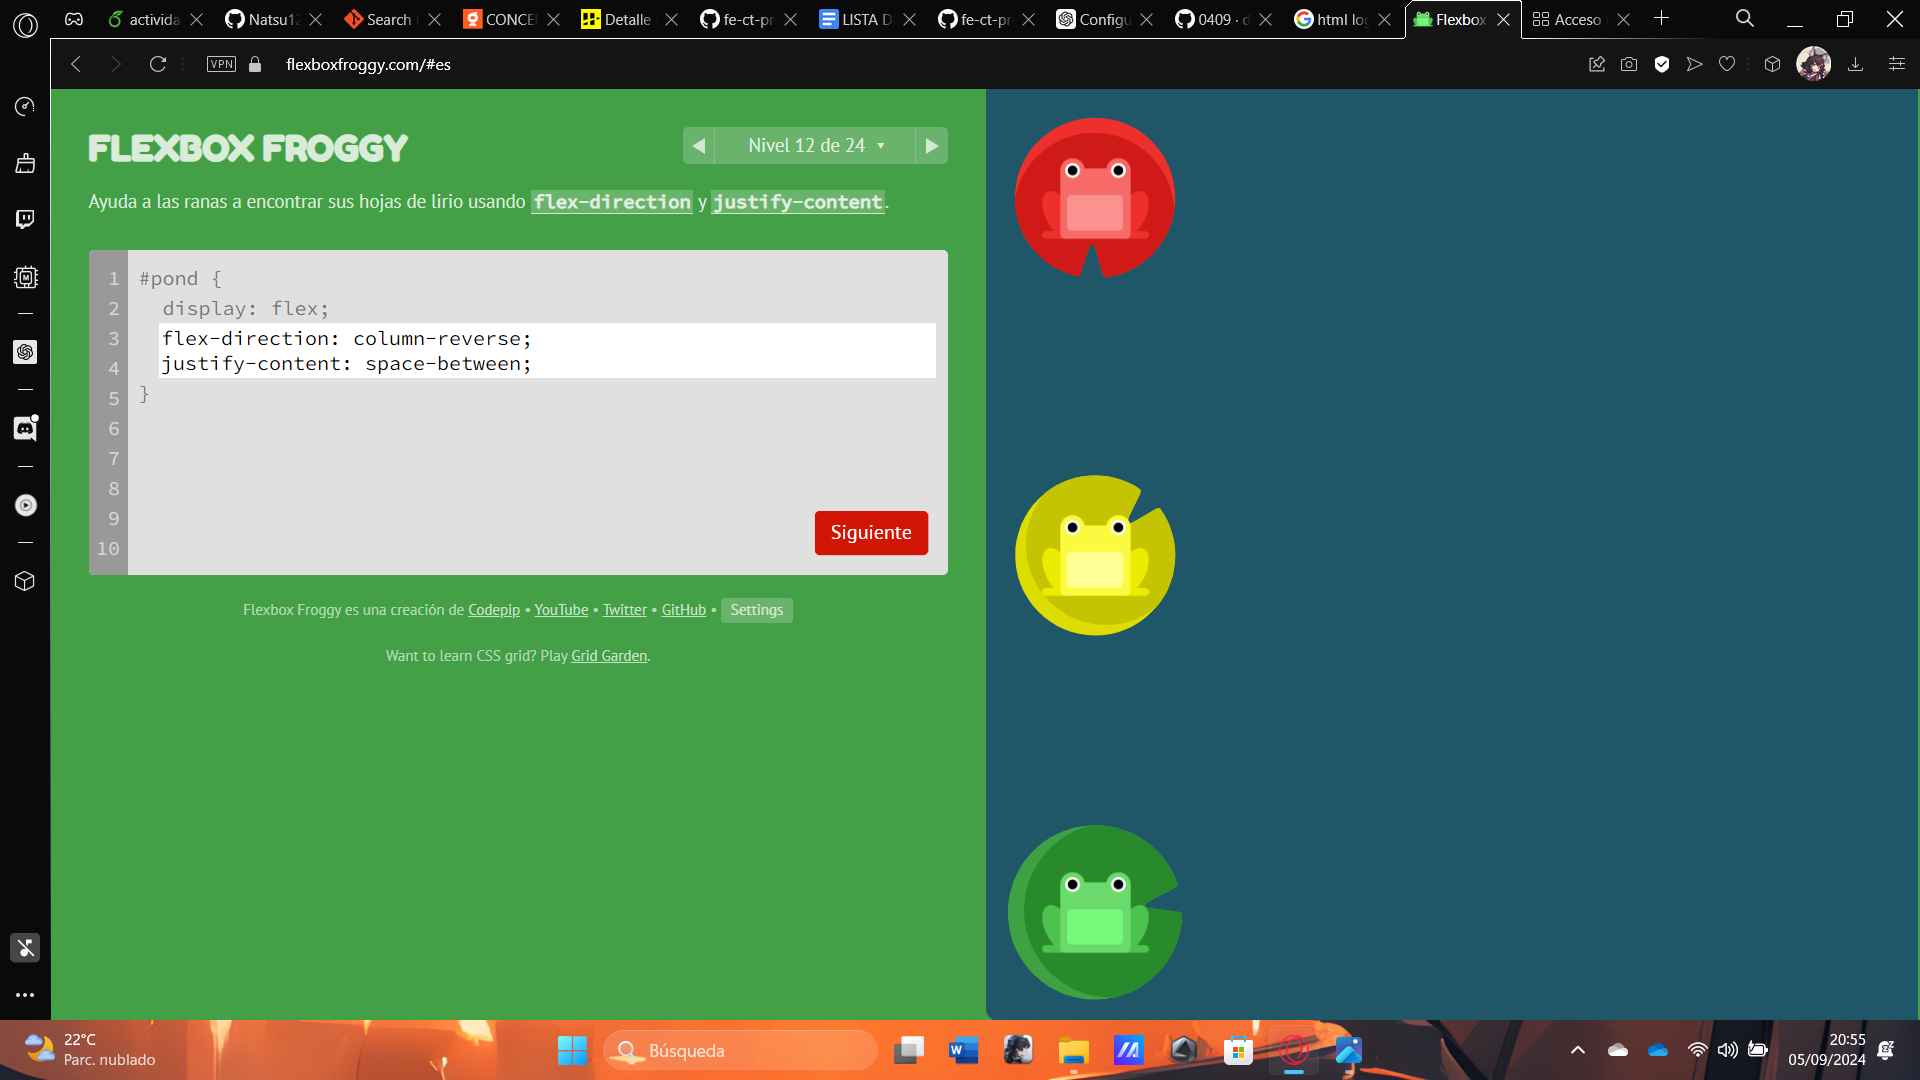 activida
Natsu12
Search
CONCE
Detalle
fe-ct-pr
LISTA D
fe-ct-pr
Configu
0409 · d
html log
Flexbox
Acceso
VPN
flexboxfroggy.com/#es
FLEXBOX FROGGY
Nivel 12 de 24 ▾
Ayuda a las ranas a encontrar sus hojas de lirio usando flex-direction y justify-content.
1 #pond {
2 display: flex;
3 flex-direction: column-reverse;
4 justify-content: space-between;
5 }
6
7
8
9
10
Siguiente
Flexbox Froggy es una creación de Codepip • YouTube • Twitter • GitHub • Settings
Want to learn CSS grid? Play Grid Garden.
22°C
Parc. nublado
Búsqueda
20:55
05/09/2024